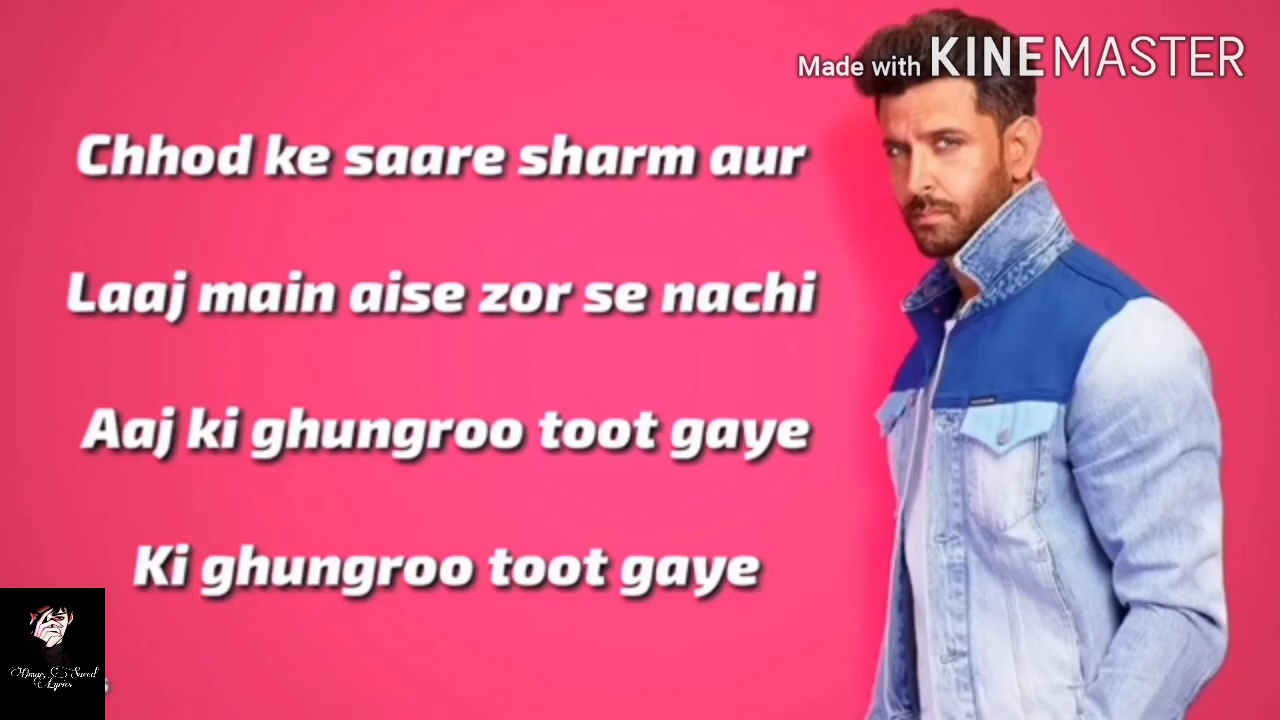 Made with KINEMASTER
Chhod ke saare sharm aur
Laaj main aise zor se nachi
Aaj ki ghungroo toot gaye
Ki ghungroo toot gaye
Lyrics